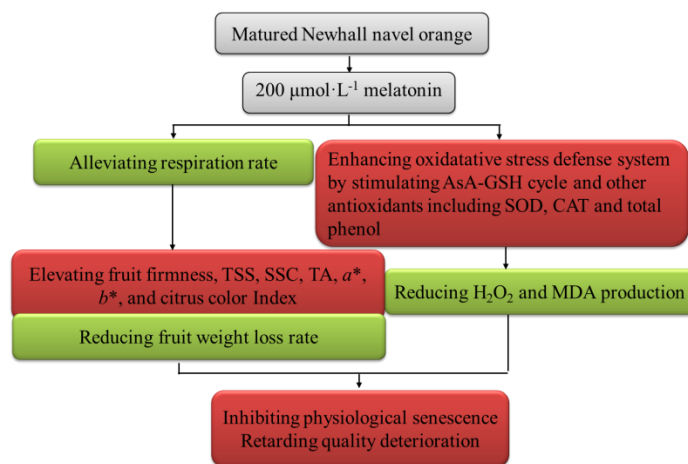 Matured Newhall navel orange
200 μmol·L⁻¹ melatonin
Alleviating respiration rate
Enhancing oxidatative stress defense system
by stimulating AsA-GSH cycle and other
antioxidants including SOD, CAT and total
phenol
Elevating fruit firmness, TSS, SSC, TA, a*,
b*, and citrus color Index
Reducing H₂O₂ and MDA production
Reducing fruit weight loss rate
Inhibiting physiological senescence
Retarding quality deterioration